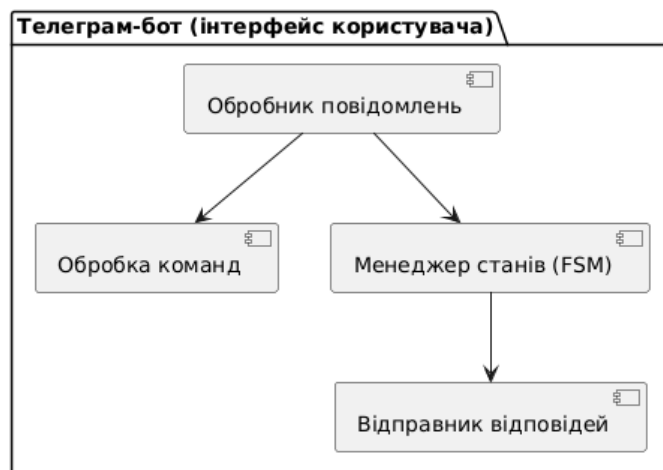 Телеграм-бот (інтерфейс користувача)
Обробник повідомлень
Обробка команд
Менеджер станів (FSM)
Відправник відповідей